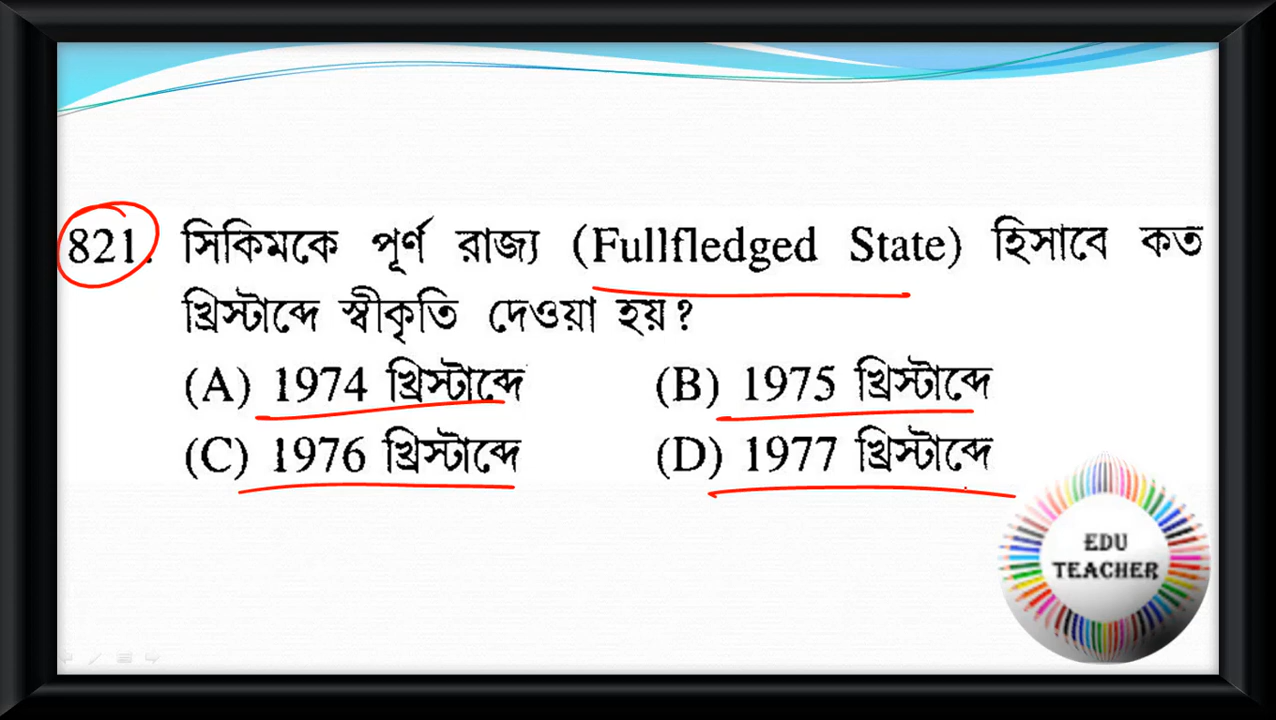 821. সিকিমকে পূর্ণ রাজ্য (Fullfledged State) হিসাবে কত
খ্রিস্টাব্দে স্বীকৃতি দেওয়া হয়?
(A) 1974 খ্রিস্টাব্দে (B) 1975 খ্রিস্টাব্দে
(C) 1976 খ্রিস্টাব্দে (D) 1977 খ্রিস্টাব্দে
EDU
TEACHER